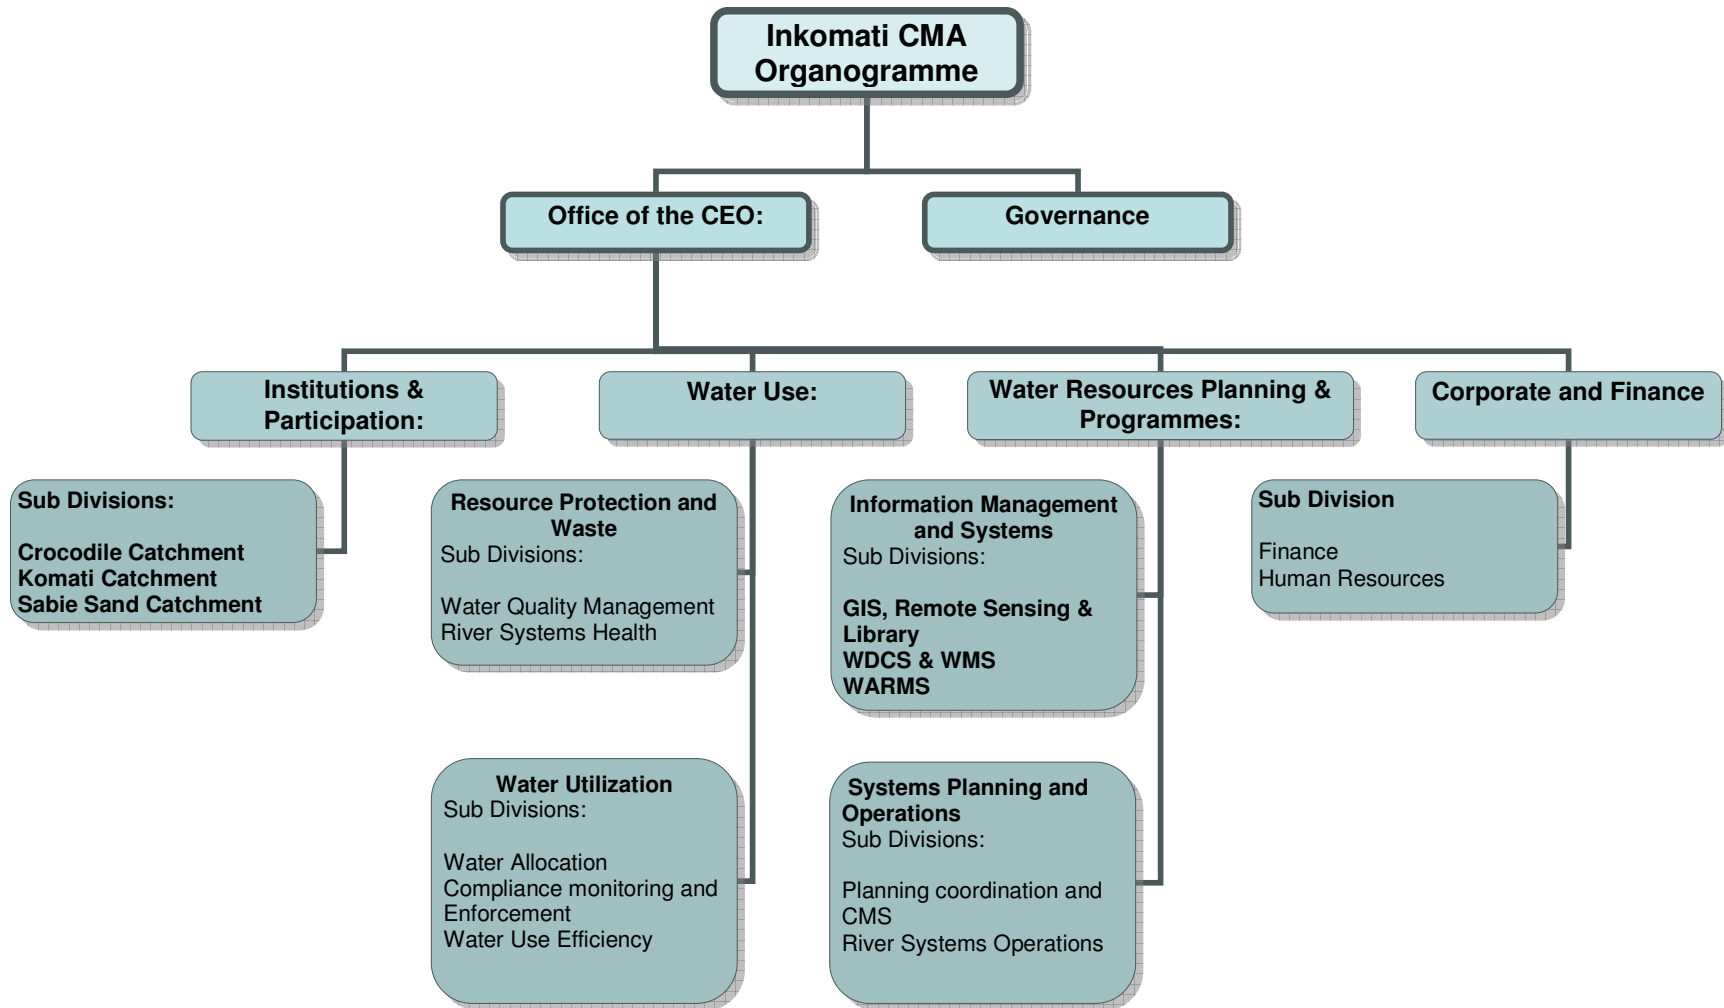 Inkomati CMA
Organogramme
Office of the CEO:
Governance
Institutions &
Participation:
Water Use:
Water Resources Planning &
Programmes:
Corporate and Finance
Sub Divisions:
Crocodile Catchment
Komati Catchment
Sabie Sand Catchment
Resource Protection and
Waste
Sub Divisions:
Water Quality Management
River Systems Health
Information Management
and Systems
Sub Divisions:
GIS, Remote Sensing &
Library
WDCS & WMS
WARMS
Sub Division
Finance
Human Resources
Water Utilization
Sub Divisions:
Water Allocation
Compliance monitoring and
Enforcement
Water Use Efficiency
Systems Planning and
Operations
Sub Divisions:
Planning coordination and
CMS
River Systems Operations